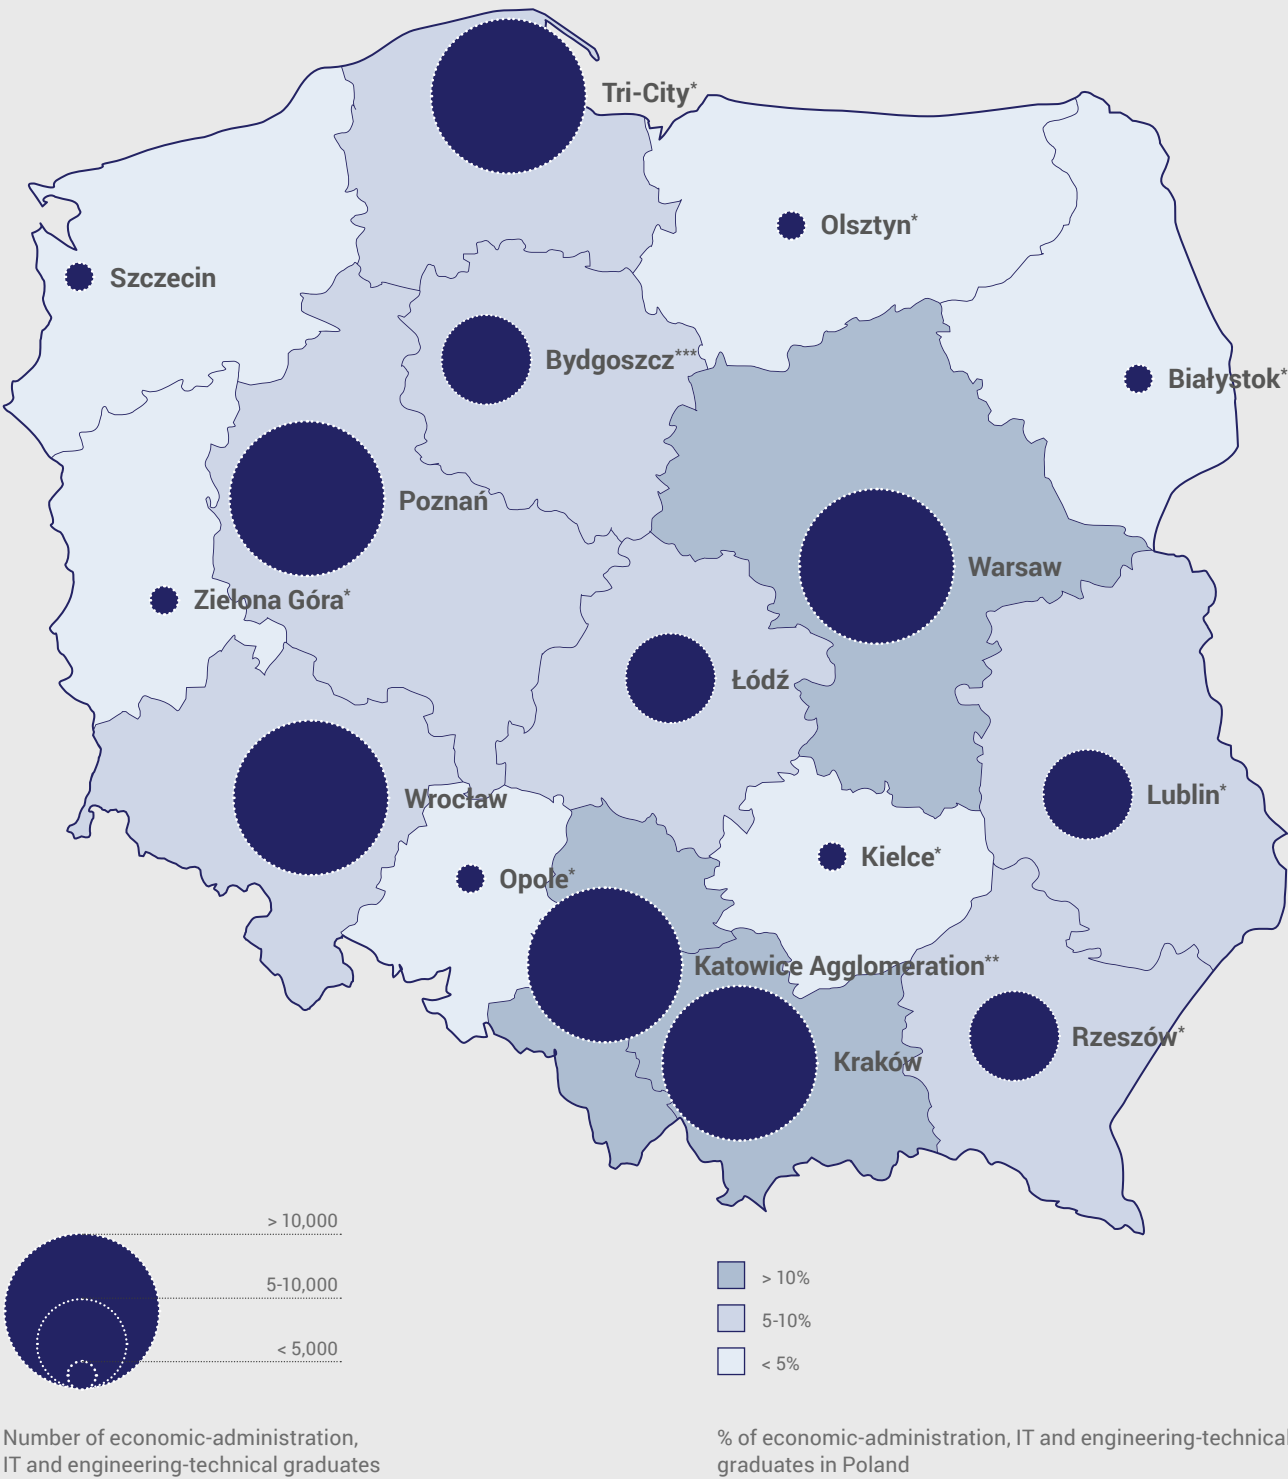 Tri-City*
Olsztyn*
Szczecin
Bydgoszcz***
Białystok*
Poznań
Warsaw
Zielona Góra*
Łódź
Wrocław
Lublin*
Kielce*
Opole*
Katowice Agglomeration**
Rzeszów*
Kraków
> 10,000
5-10,000
< 5,000
Number of economic-administration,
IT and engineering-technical graduates
> 10%
5-10%
< 5%
% of economic-administration, IT and engineering-technical
graduates in Poland